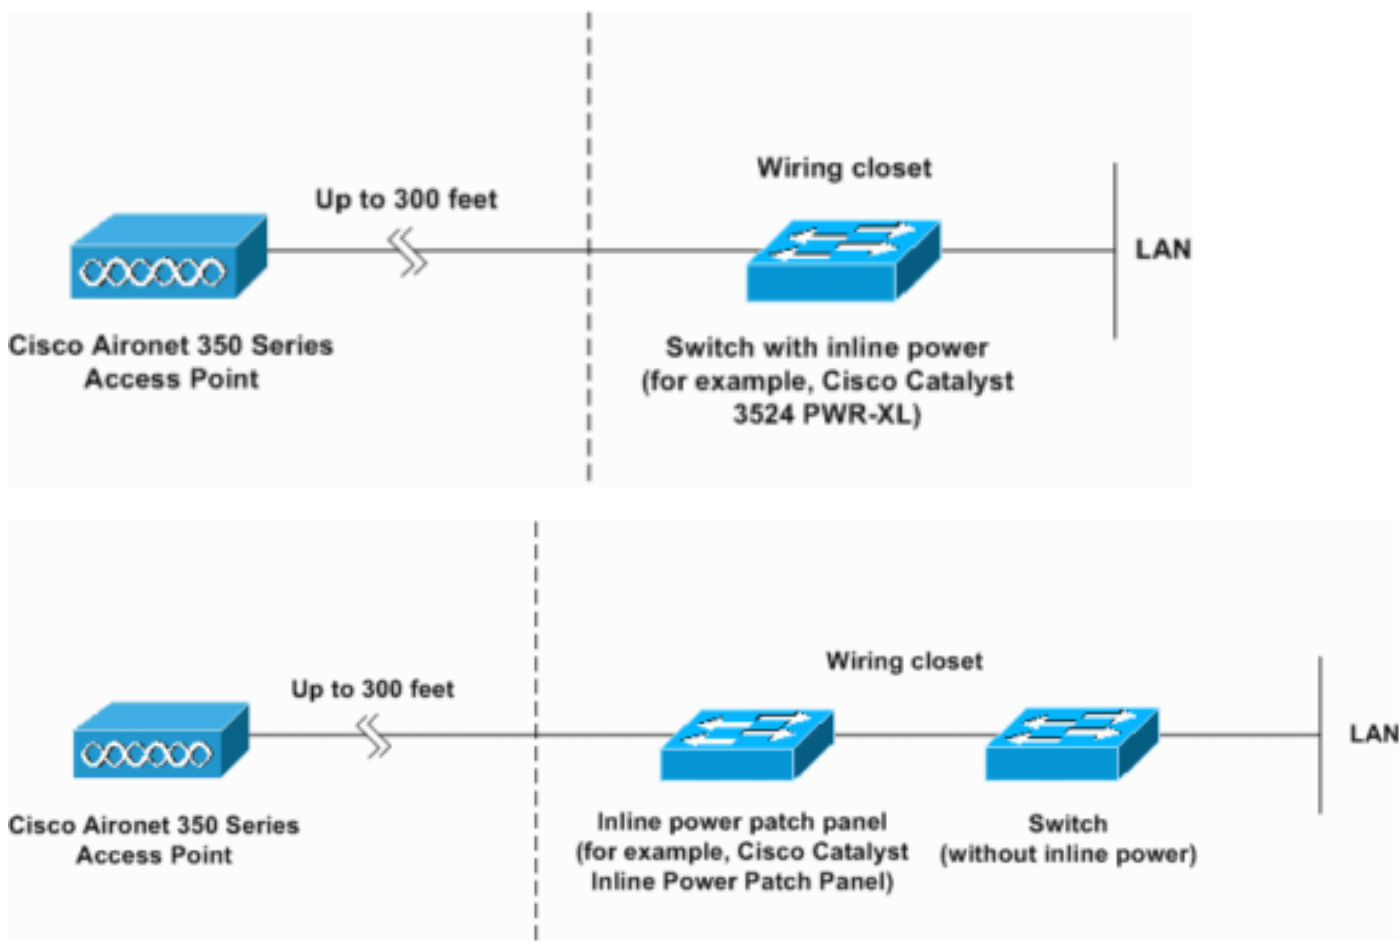 Wiring closet
Up to 300 feet
LAN
Cisco Aironet 350 Series
Access Point
Switch with inline power
(for example, Cisco Catalyst
3524 PWR-XL)
Wiring closet
Up to 300 feet
LAN
Cisco Aironet 350 Series
Access Point
Inline power patch panel
(for example, Cisco Catalyst
Inline Power Patch Panel)
Switch
(without inline power)